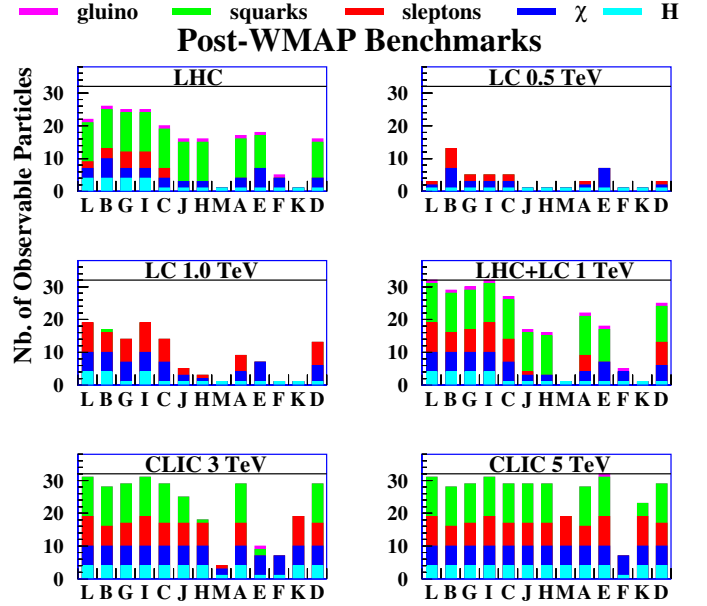 gluino squarks sleptons χ H
Post-WMAP Benchmarks
Nb. of Observable Particles
LHC
30
20
10
0
L B G I C J H M A E F K D
LC 0.5 TeV
30
20
10
0
L B G I C J H M A E F K D
LC 1.0 TeV
30
20
10
0
L B G I C J H M A E F K D
LHC+LC 1 TeV
30
20
10
0
L B G I C J H M A E F K D
CLIC 3 TeV
30
20
10
0
L B G I C J H M A E F K D
CLIC 5 TeV
30
20
10
0
L B G I C J H M A E F K D